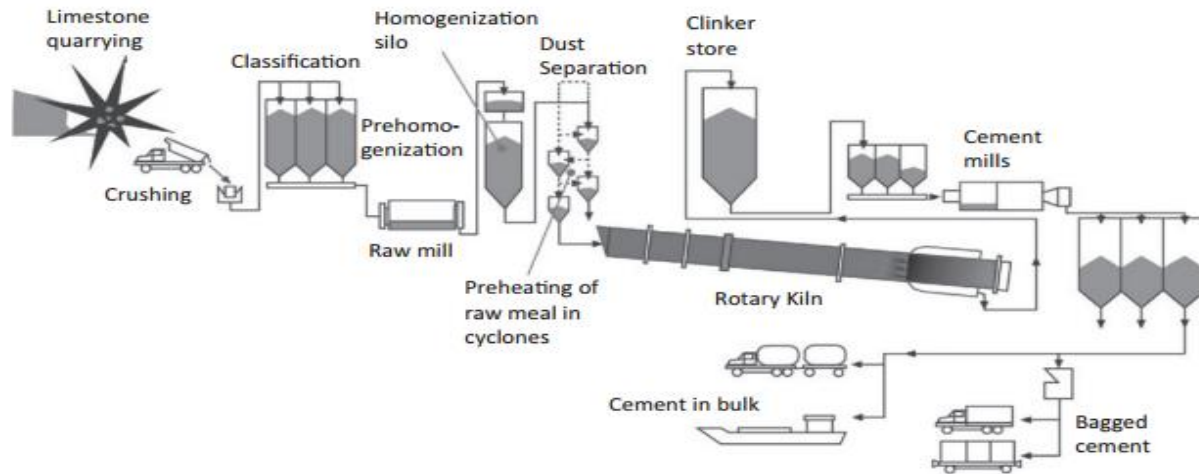 Limestone
quarrying
Classification
Prehomo-
genization
Crushing
Raw mill
Homogenization
silo
Dust
Separation
Preheating of
raw meal in
cyclones
Clinker
store
Rotary Kiln
Cement
mills
Cement in bulk
Bagged
cement